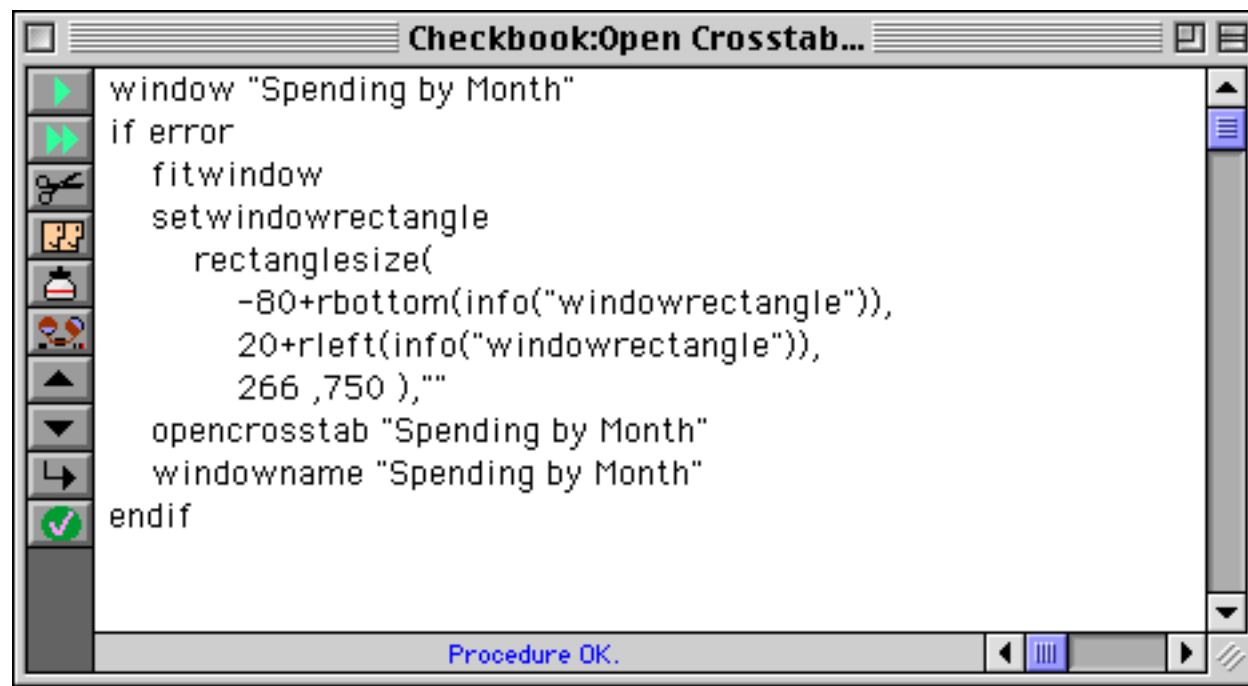 Checkbook:Open Crosstab...
window "Spending by Month"
if error
fitwindow
setwindowrectangle
rectanglesize(
-80+rbottom(info("windowrectangle")),
20+rleft(info("windowrectangle")),
266 ,750 ),""
opencrosstab "Spending by Month"
windowname "Spending by Month"
endif
Procedure OK.